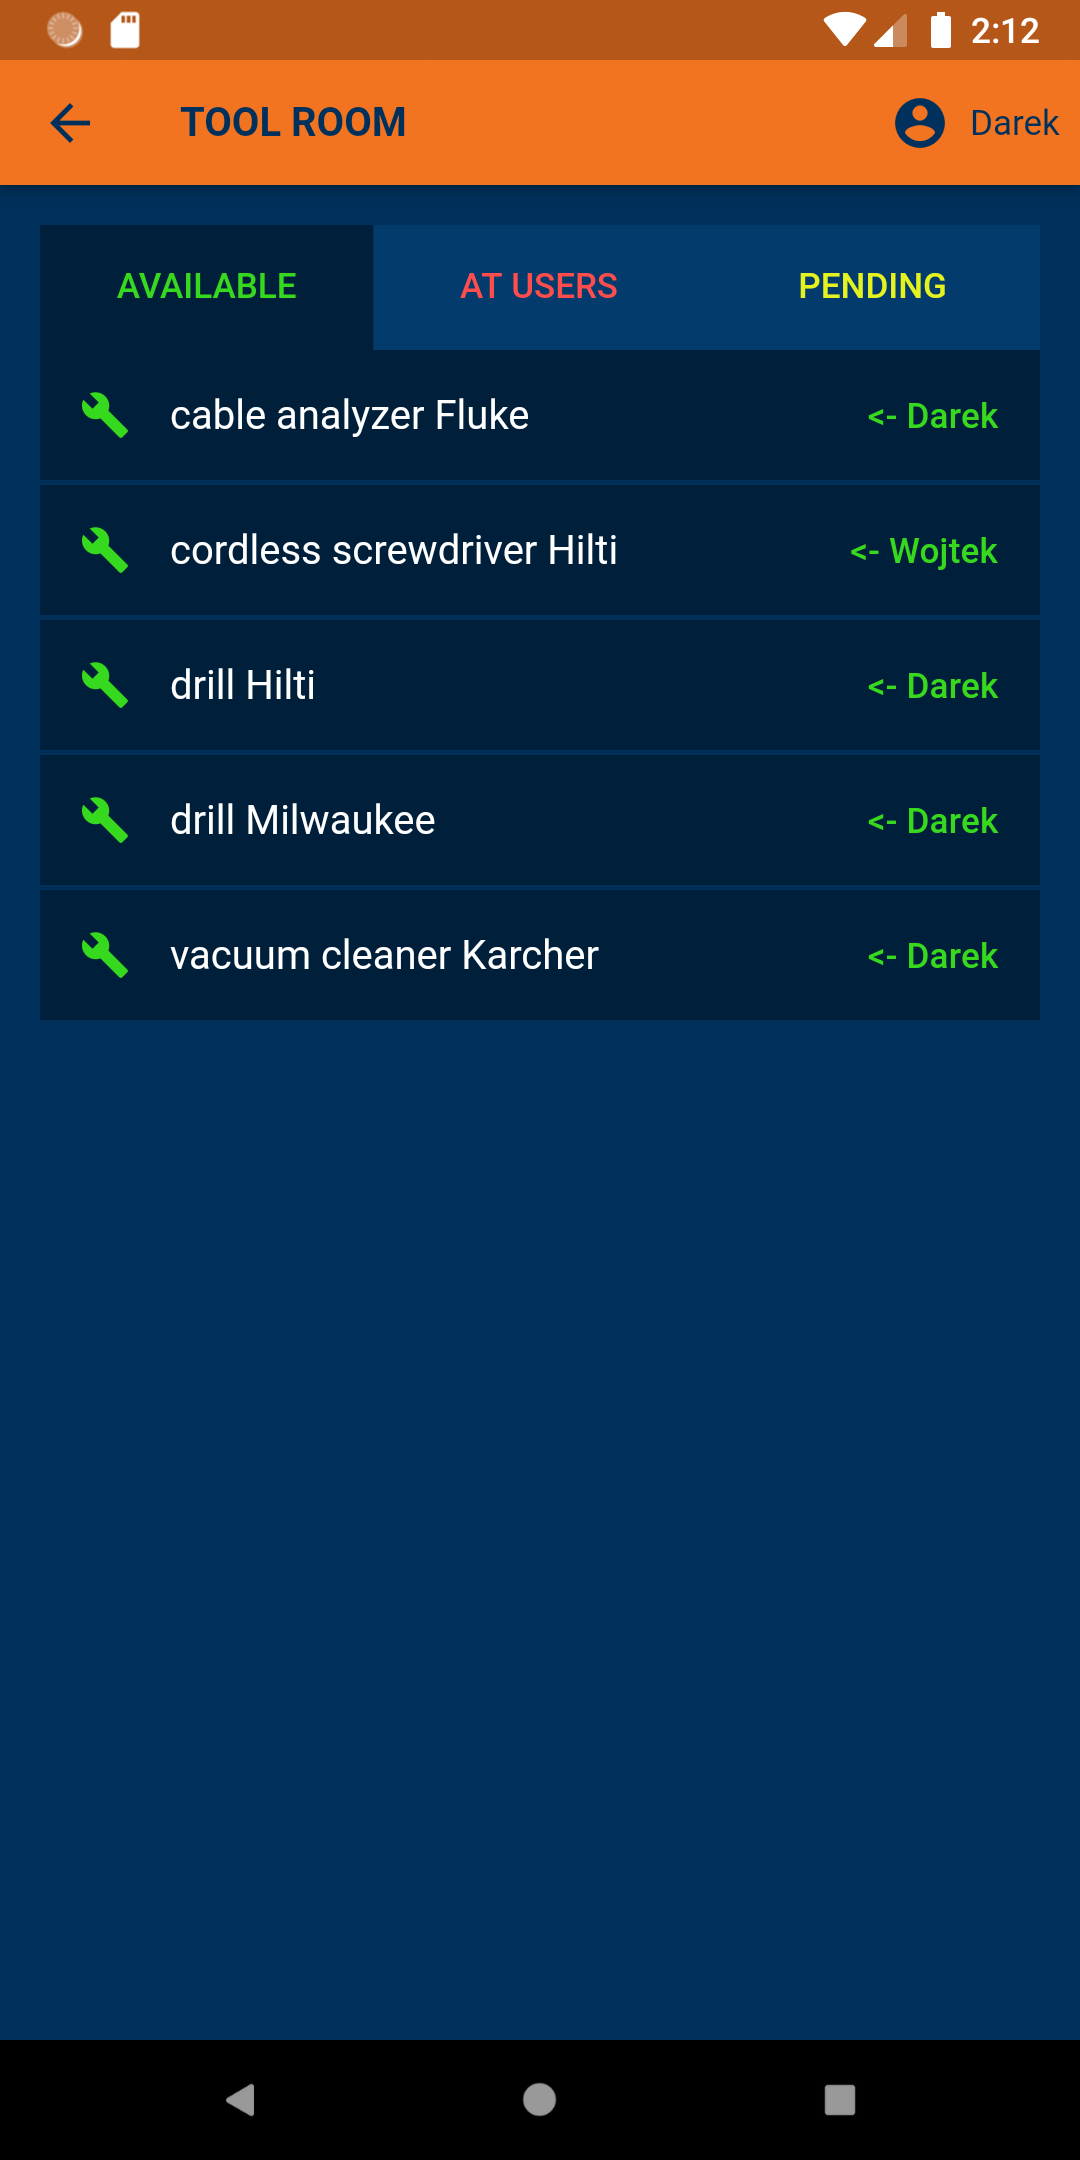 2:12
TOOL ROOM
Darek
AVAILABLE
AT USERS
PENDING
cable analyzer Fluke <- Darek
cordless screwdriver Hilti <- Wojtek
drill Hilti <- Darek
drill Milwaukee <- Darek
vacuum cleaner Karcher <- Darek